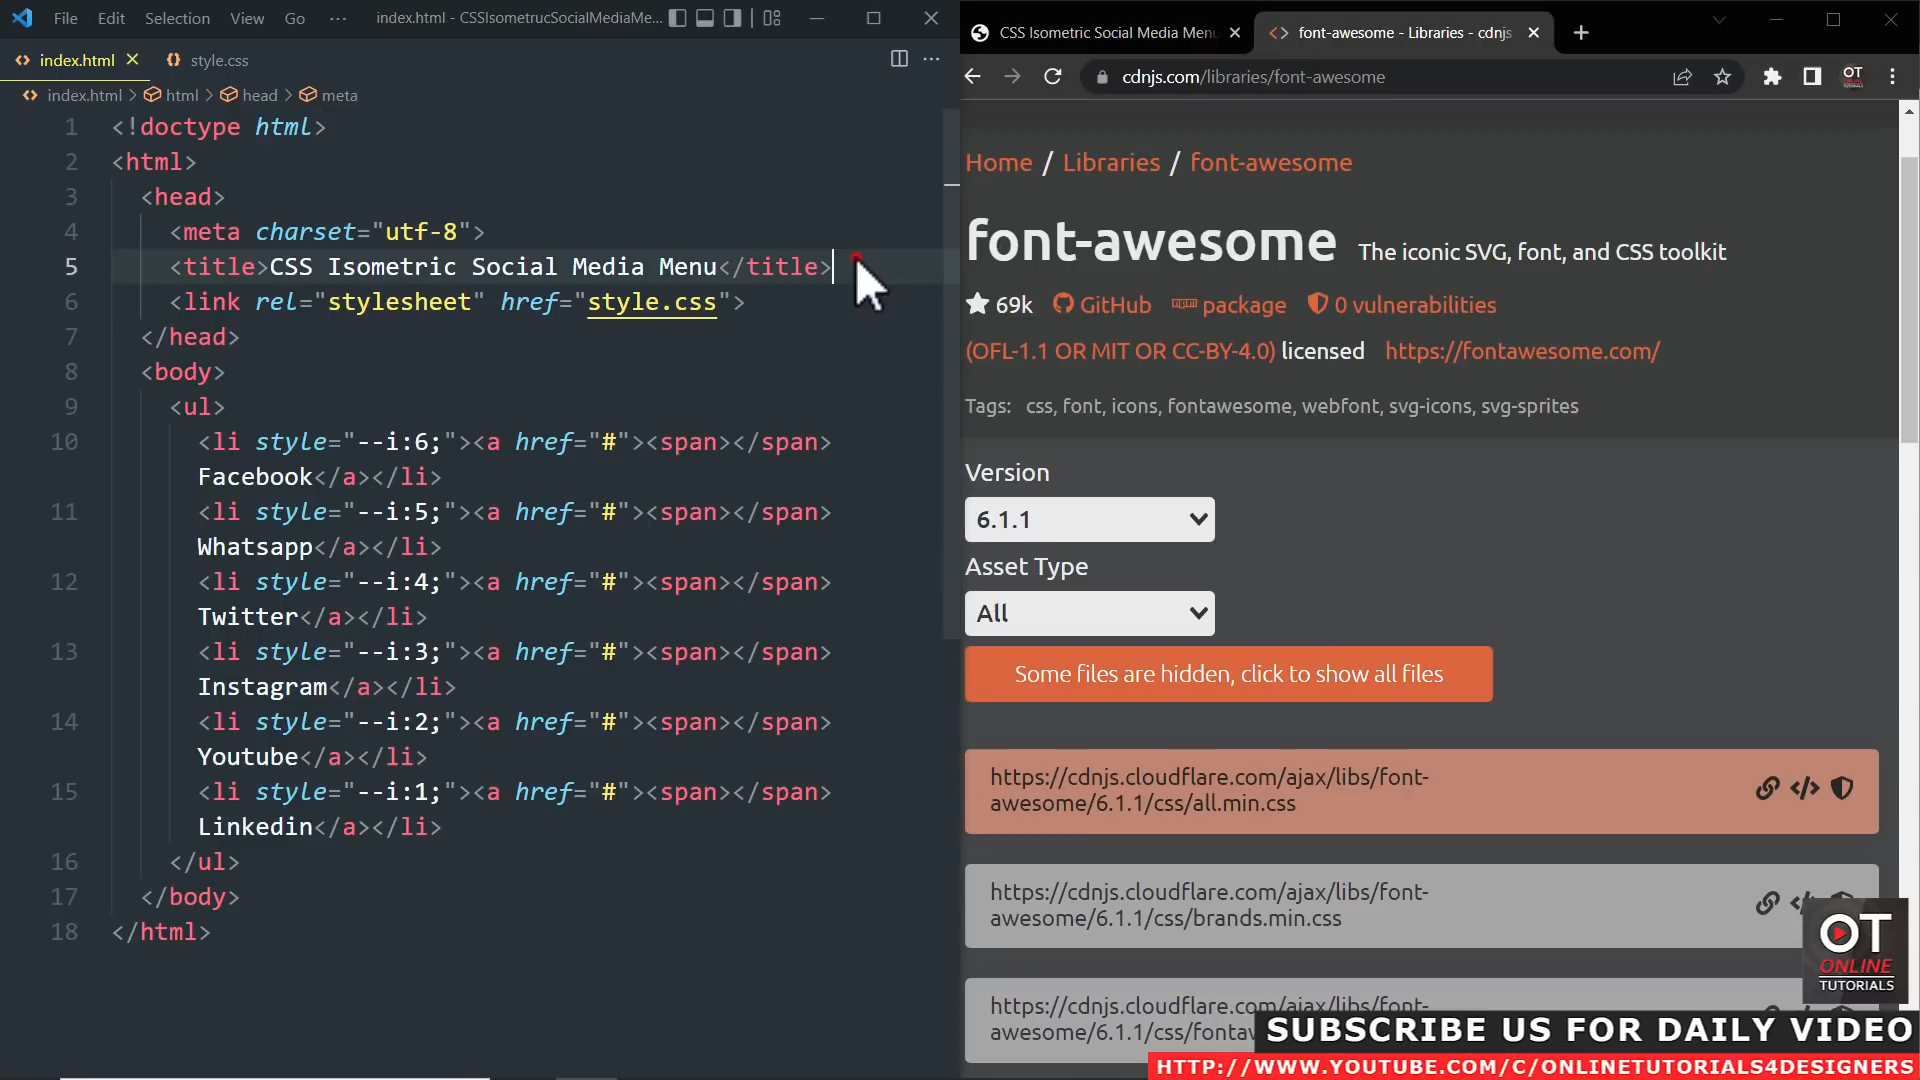 File Edit Selection View Go ··· index.html - CSSIsometrucSocialMediaMe...
index.html style.css
index.html > html > head > meta
1 <!doctype html>
2 <html>
3 <head>
4 <meta charset="utf-8">
5 <title>CSS Isometric Social Media Menu</title>
6 <link rel="stylesheet" href="style.css">
7 </head>
8 <body>
9 <ul>
10 <li style="--i:6;"><a href="#"><span></span>
Facebook</a></li>
11 <li style="--i:5;"><a href="#"><span></span>
Whatsapp</a></li>
12 <li style="--i:4;"><a href="#"><span></span>
Twitter</a></li>
13 <li style="--i:3;"><a href="#"><span></span>
Instagram</a></li>
14 <li style="--i:2;"><a href="#"><span></span>
Youtube</a></li>
15 <li style="--i:1;"><a href="#"><span></span>
Linkedin</a></li>
16 </ul>
17 </body>
18 </html>
CSS Isometric Social Media Menu
font-awesome - Libraries - cdnjs
cdnjs.com/libraries/font-awesome
Home / Libraries / font-awesome
font-awesome The iconic SVG, font, and CSS toolkit
69k GitHub package 0 vulnerabilities
(OFL-1.1 OR MIT OR CC-BY-4.0) licensed https://fontawesome.com/
Tags: css, font, icons, fontawesome, webfont, svg-icons, svg-sprites
Version
6.1.1
Asset Type
All
Some files are hidden, click to show all files
https://cdnjs.cloudflare.com/ajax/libs/font-
awesome/6.1.1/css/all.min.css
https://cdnjs.cloudflare.com/ajax/libs/font-
awesome/6.1.1/css/brands.min.css
https://cdnjs.cloudflare.com/ajax/libs/font-
OT
ONLINE
TUTORIALS
SUBSCRIBE US FOR DAILY VIDEO
HTTP://WWW.YOUTUBE.COM/C/ONLINETUTORIALS4DESIGNERS